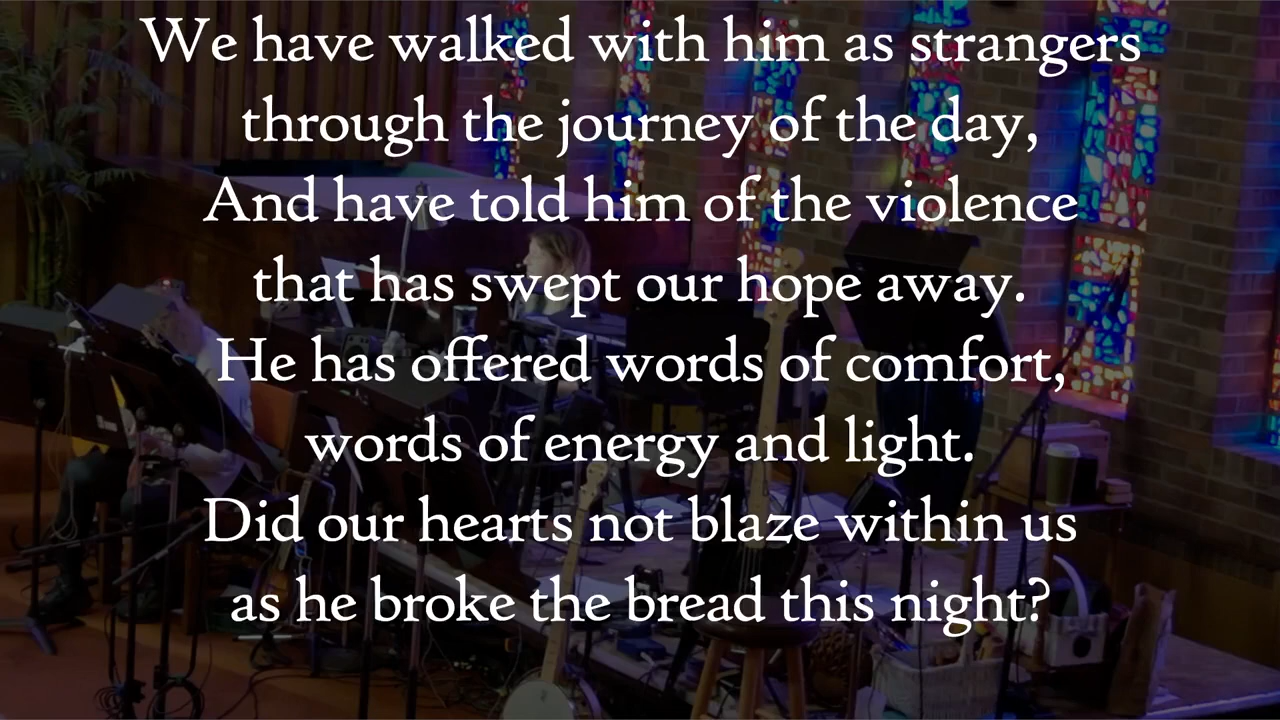 We have walked with him as strangers
through the journey of the day,
And have told him of the violence
that has swept our hope away.
He has offered words of comfort,
words of energy and light.
Did our hearts not blaze within us
as he broke the bread this night?